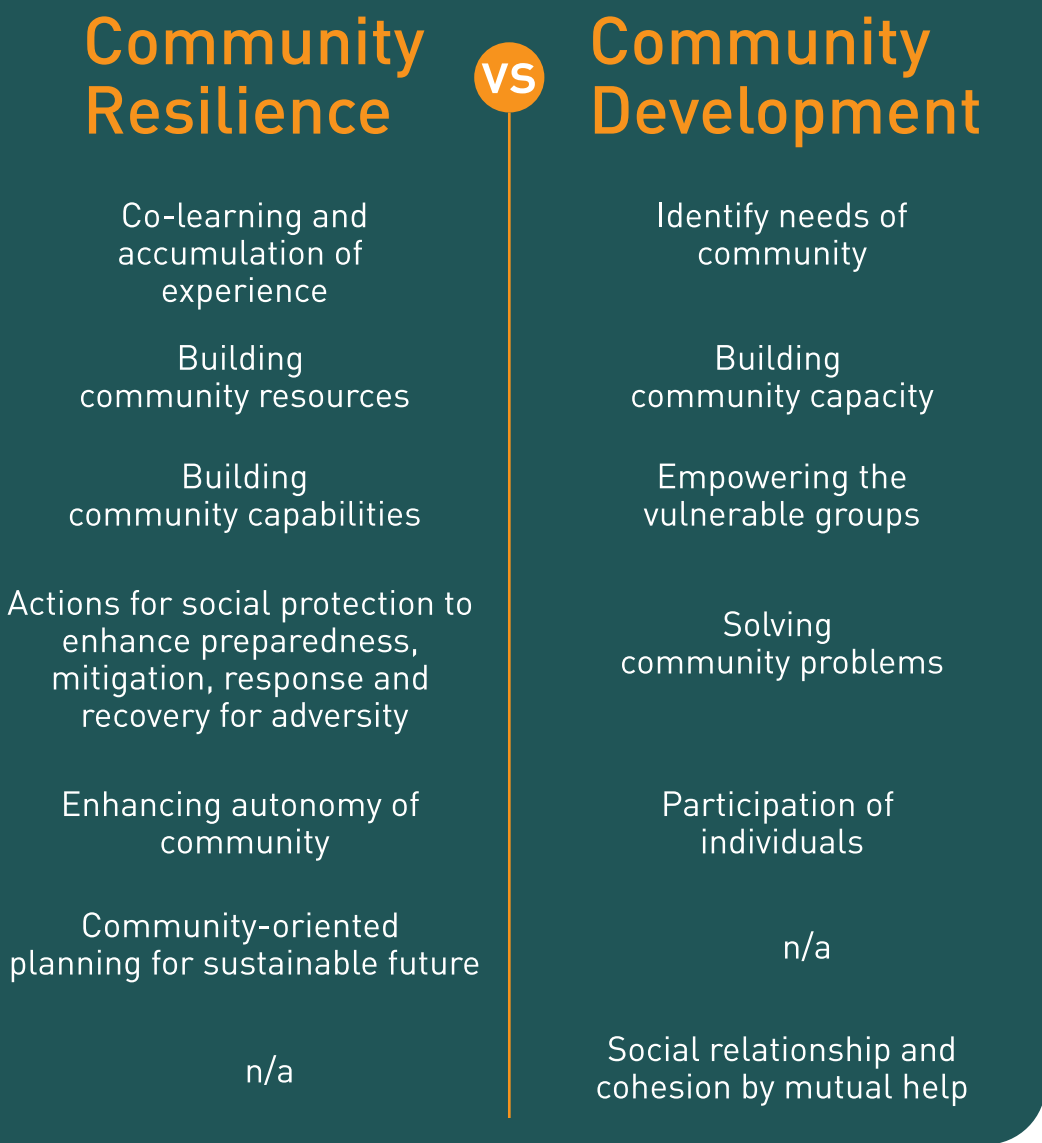 Community
Resilience
VS
Community
Development
Co-learning and
accumulation of
experience
Identify needs of
community
Building
community resources
Building
community capacity
Building
community capabilities
Empowering the
vulnerable groups
Actions for social protection to
enhance preparedness,
mitigation, response and
recovery for adversity
Solving
community problems
Enhancing autonomy of
community
Participation of
individuals
Community-oriented
planning for sustainable future
n/a
n/a
Social relationship and
cohesion by mutual help